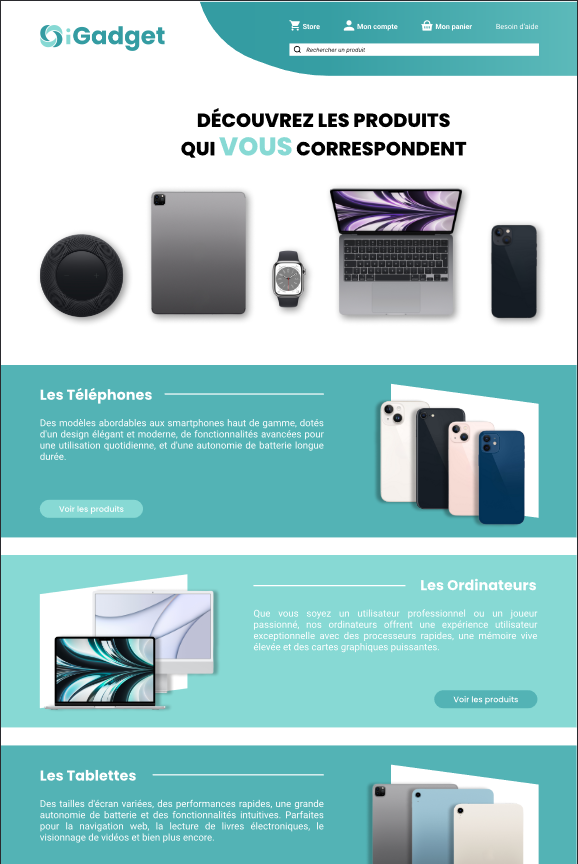 iGadget
Store Mon compte Mon panier Besoin d'aide
Rechercher un produit
DÉCOUVREZ LES PRODUITS
QUI VOUS CORRESPONDENT
Les Téléphones
Des modèles abordables aux smartphones haut de gamme, dotés
d'un design élégant et moderne, de fonctionnalités avancées pour
une utilisation quotidienne, et d'une autonomie de batterie longue
durée.
Voir les produits
Les Ordinateurs
Que vous soyez un utilisateur professionnel ou un joueur
passionné, nos ordinateurs offrent une expérience utilisateur
exceptionnelle avec des processeurs rapides, une mémoire vive
élevée et des cartes graphiques puissantes.
Voir les produits
Les Tablettes
Des tailles d'écran variées, des performances rapides, une grande
autonomie de batterie et des fonctionnalités intuitives. Parfaites
pour la navigation web, la lecture de livres électroniques, le
visionnage de vidéos et bien plus encore.